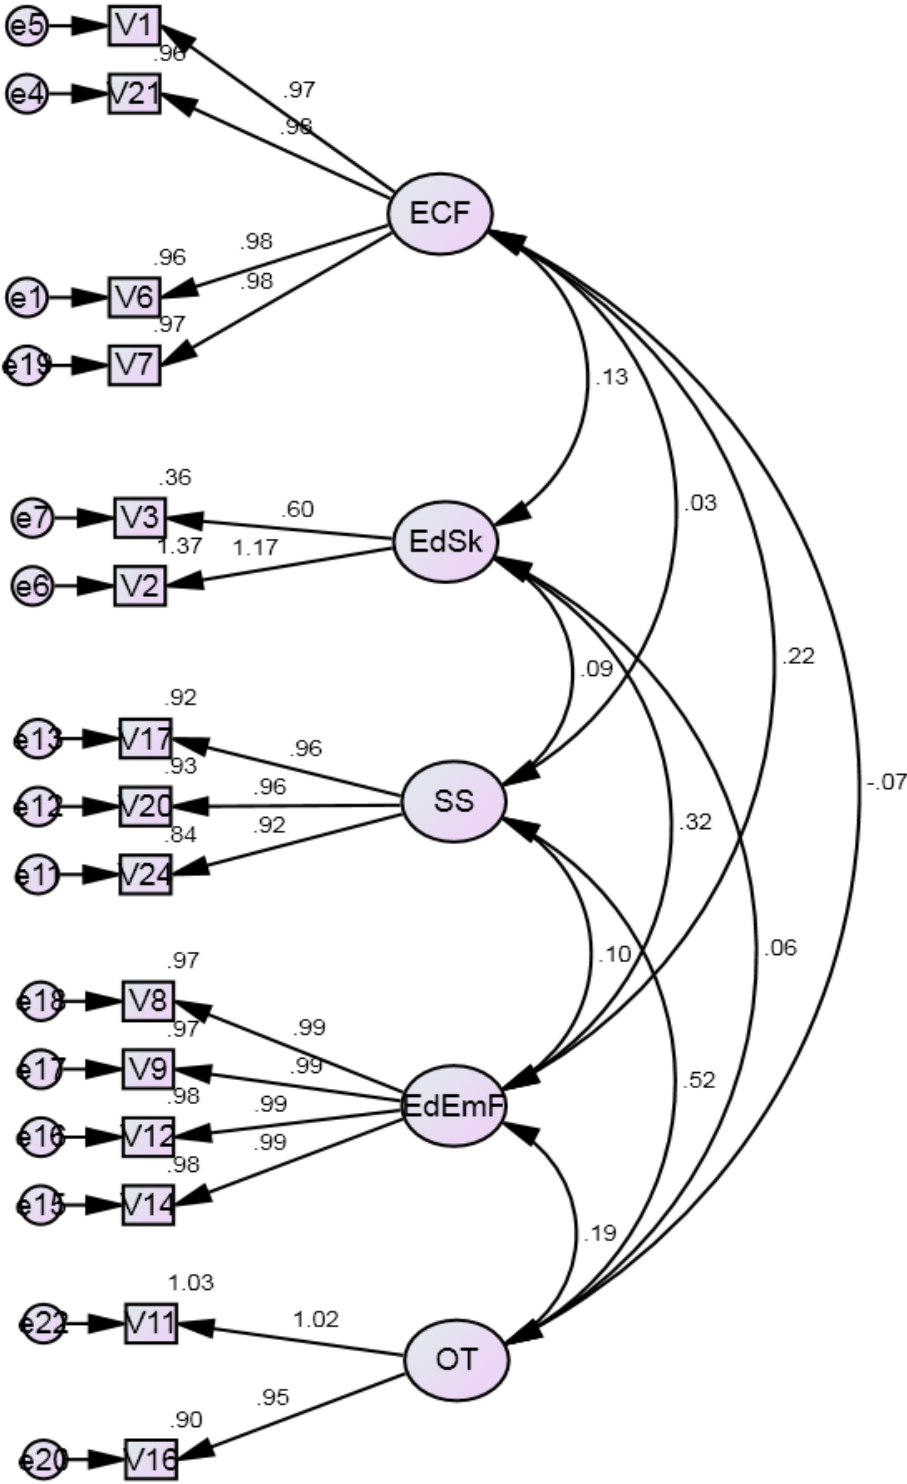 e5 V1
.96
.97
e4 V21
.98
ECF
.98
.96
e1 V6
.98
.97
e19 V7
.13
.36
.03
e7 V3
.60
EdSk
1.37
1.17
e6 V2
.22
.09
.92
e13 V17
.96
.93
-.07
.96
e12 V20
SS
.92
.32
.84
e11 V24
.06
.10
.97
e18 V8
.99
.97
.99
e17 V9
.52
.98
.99
EdEmF
e16 V12
.99
.98
e15 V14
.19
1.03
1.02
e22 V11
OT
.95
.90
e20 V16